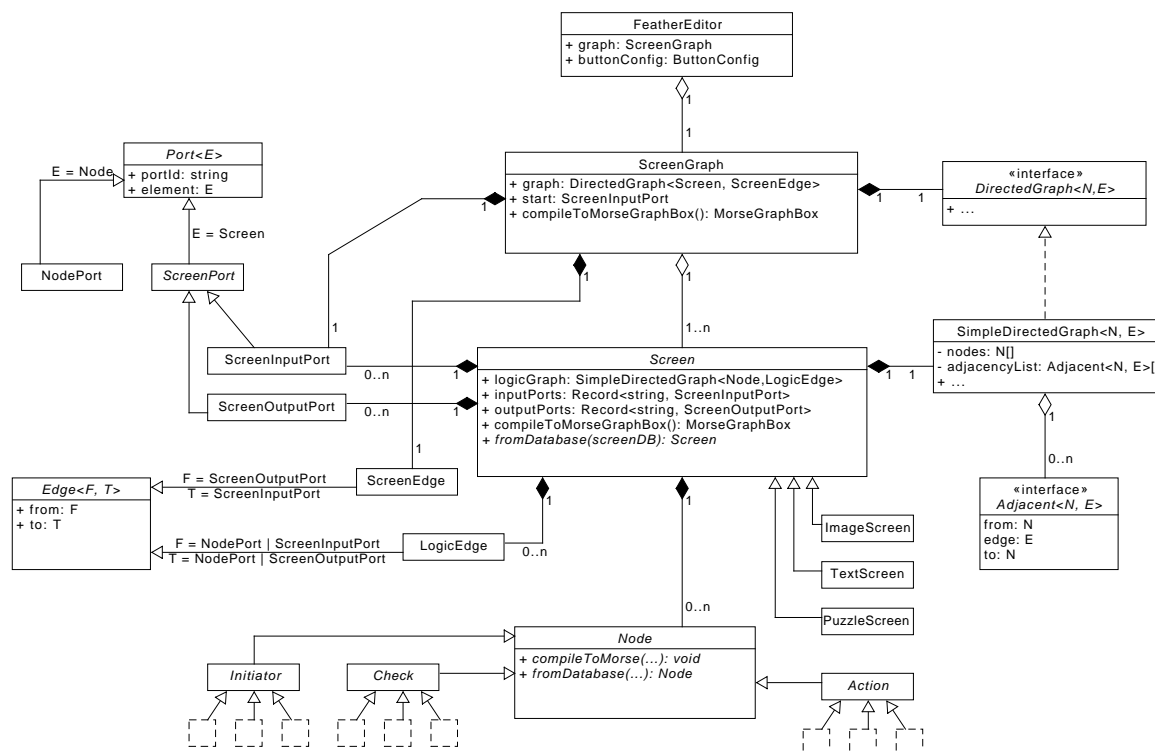 FeatherEditor
+ graph: ScreenGraph
+ buttonConfig: ButtonConfig
1
1
Port<E>
+ portId: string
+ element: E
E = Node
E = Screen
NodePort
ScreenPort
ScreenGraph
+ graph: DirectedGraph<Screen, ScreenEdge>
+ start: ScreenInputPort
+ compileToMorseGraphBox(): MorseGraphBox
1
1
1
1
1
«interface»
DirectedGraph<N,E>
+ ...
1
1..n
ScreenInputPort
0..n
1
ScreenOutputPort
0..n
1
Screen
+ logicGraph: SimpleDirectedGraph<Node,LogicEdge>
+ inputPorts: Record<string, ScreenInputPort>
+ outputPorts: Record<string, ScreenOutputPort>
+ compileToMorseGraphBox(): MorseGraphBox
+ fromDatabase(screenDB): Screen
1
1
SimpleDirectedGraph<N, E>
- nodes: N[]
- adjacencyList: Adjacent<N, E>[
+ ...
1
0..n
1
Edge<F, T>
+ from: F
+ to: T
F = ScreenOutputPort
T = ScreenInputPort
ScreenEdge
F = NodePort | ScreenInputPort
T = NodePort | ScreenOutputPort
LogicEdge
0..n
1
1
«interface»
Adjacent<N, E>
from: N
edge: E
to: N
ImageScreen
TextScreen
PuzzleScreen
0..n
Node
+ compileToMorse(...): void
+ fromDatabase(...): Node
Initiator
Check
Action